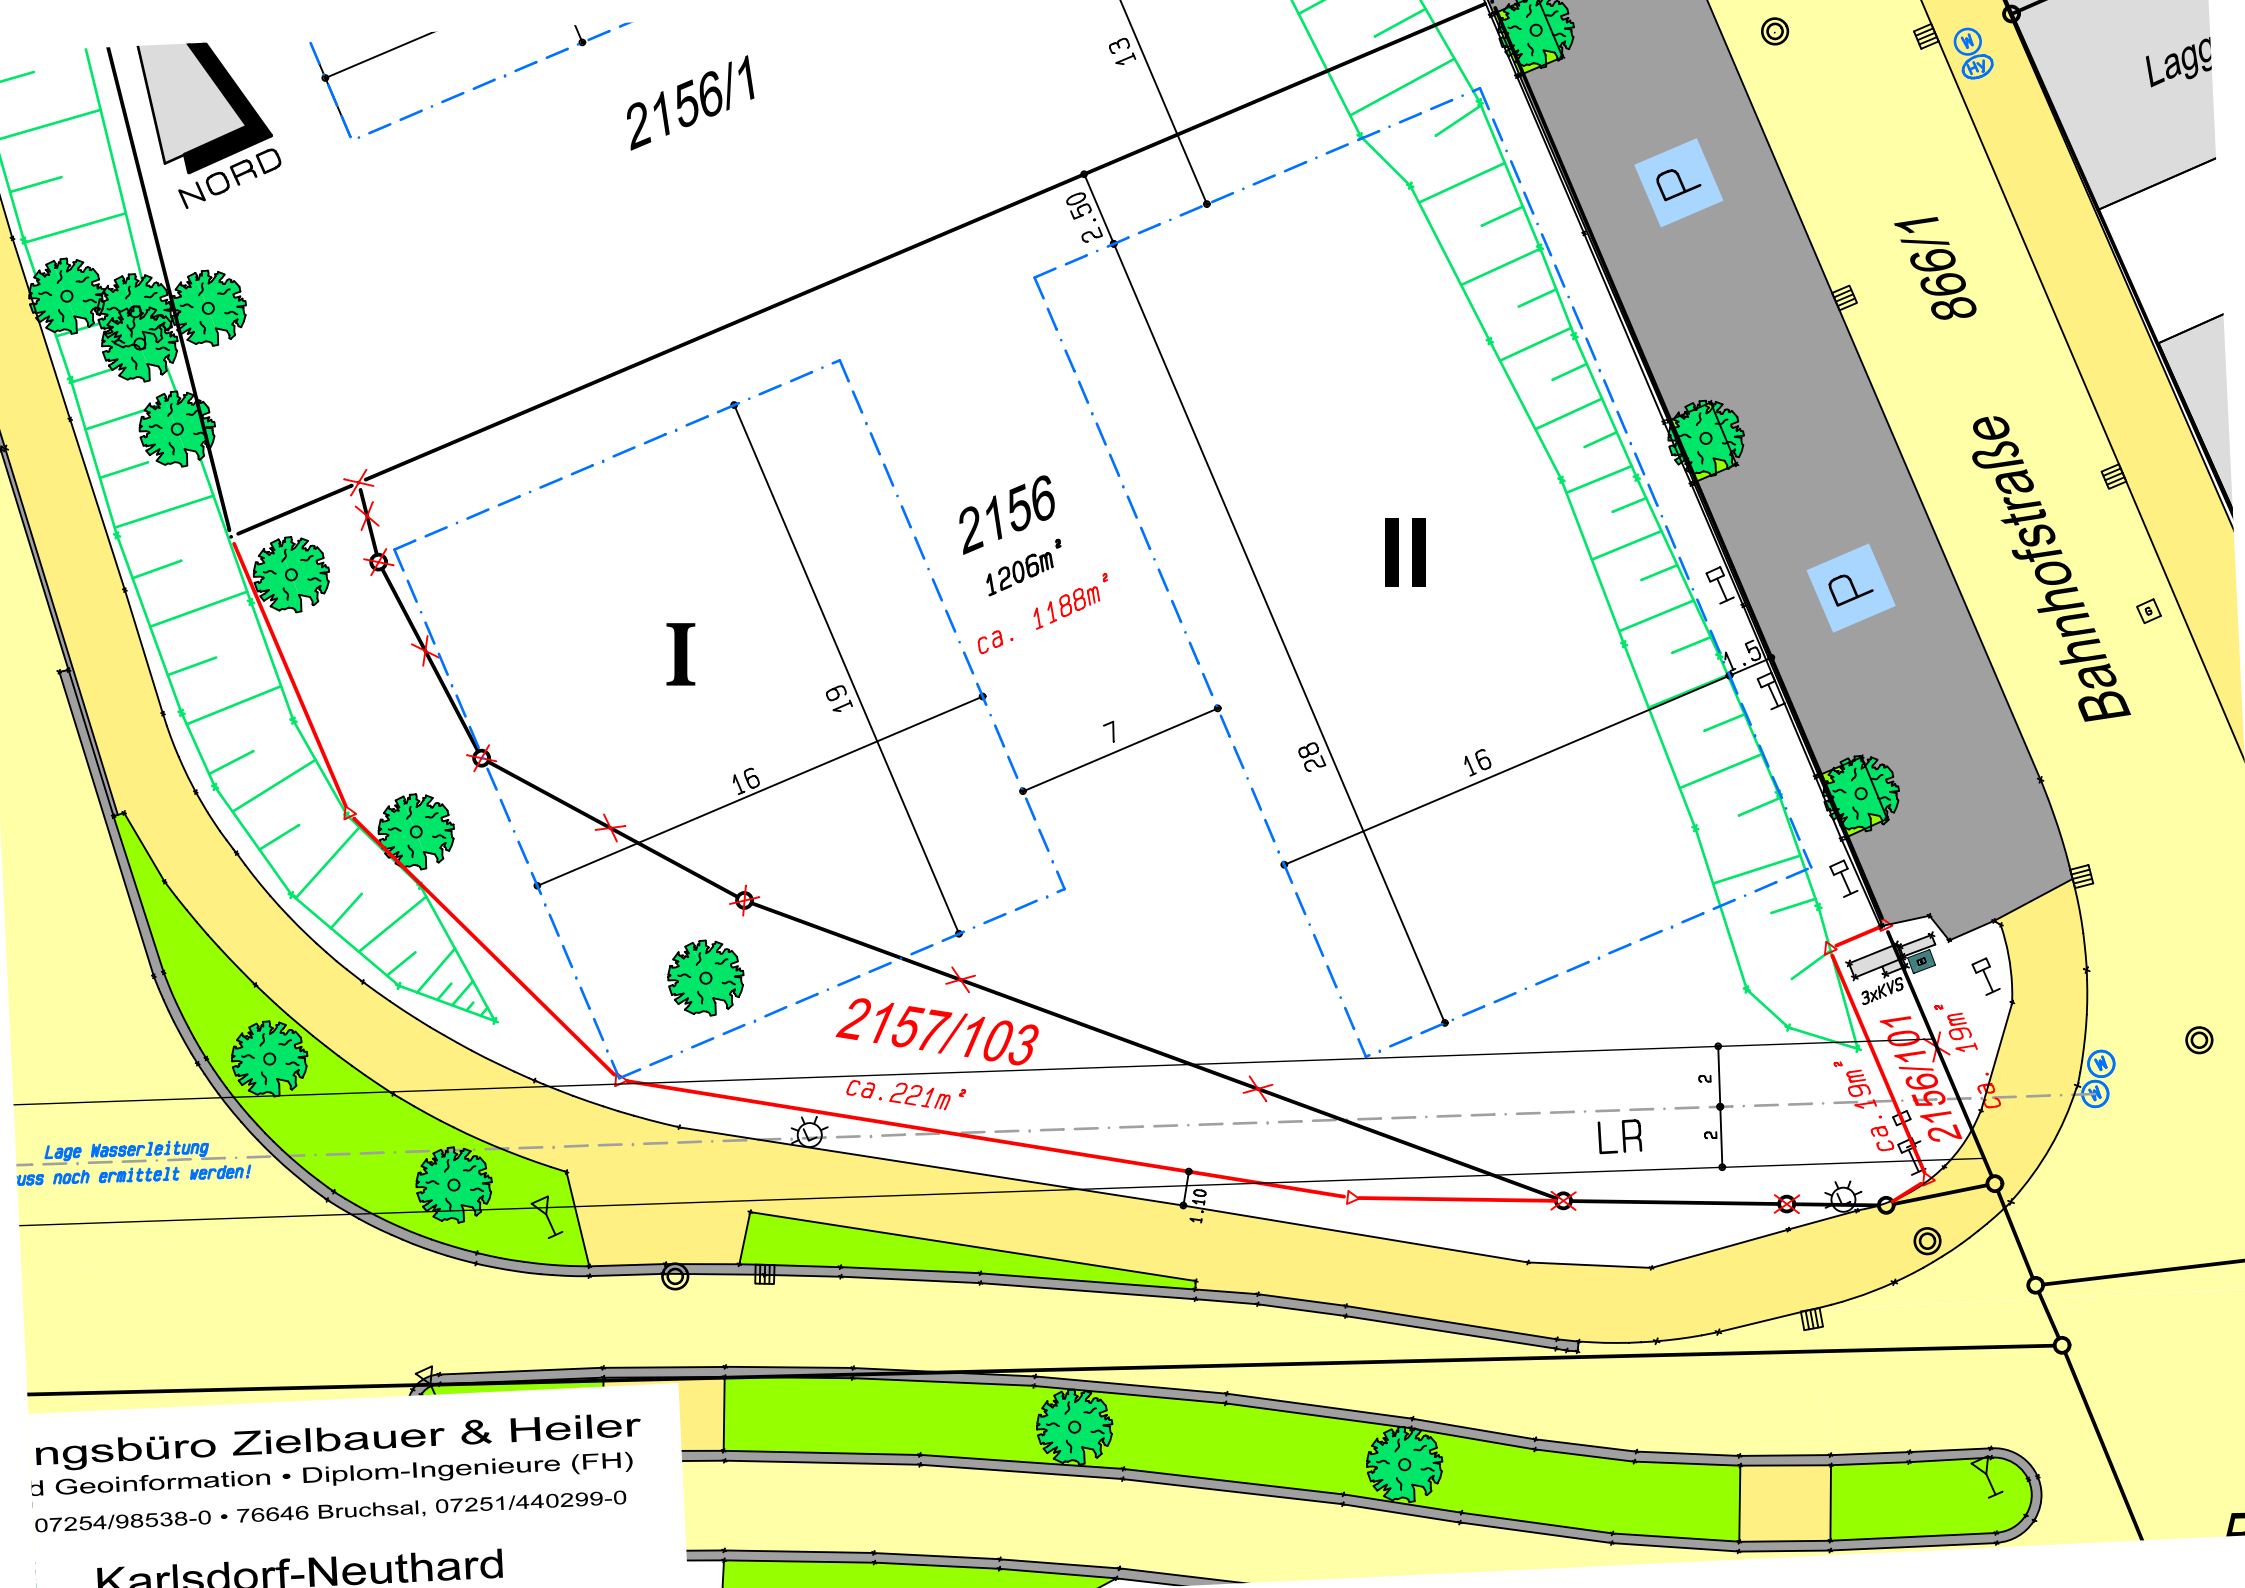 NORD
2156/1
13
2.50
Lagg
P
866/1
W
Hy
Bahnhofstraße
P
G
2156
1206m²
ca. 1188m²
I
II
19
16
7
28
16
1.5
2157/103
ca.221m²
3xKVS
2156/101
ca. 19m²
ca. 19m²
LR
2
2
1.10
L
L
W
W
Lage Wasserleitung
uss noch ermittelt werden!
ngsbüro Zielbauer & Heiler
d Geoinformation • Diplom-Ingenieure (FH)
07254/98538-0 • 76646 Bruchsal, 07251/440299-0
Karlsdorf-Neuthard